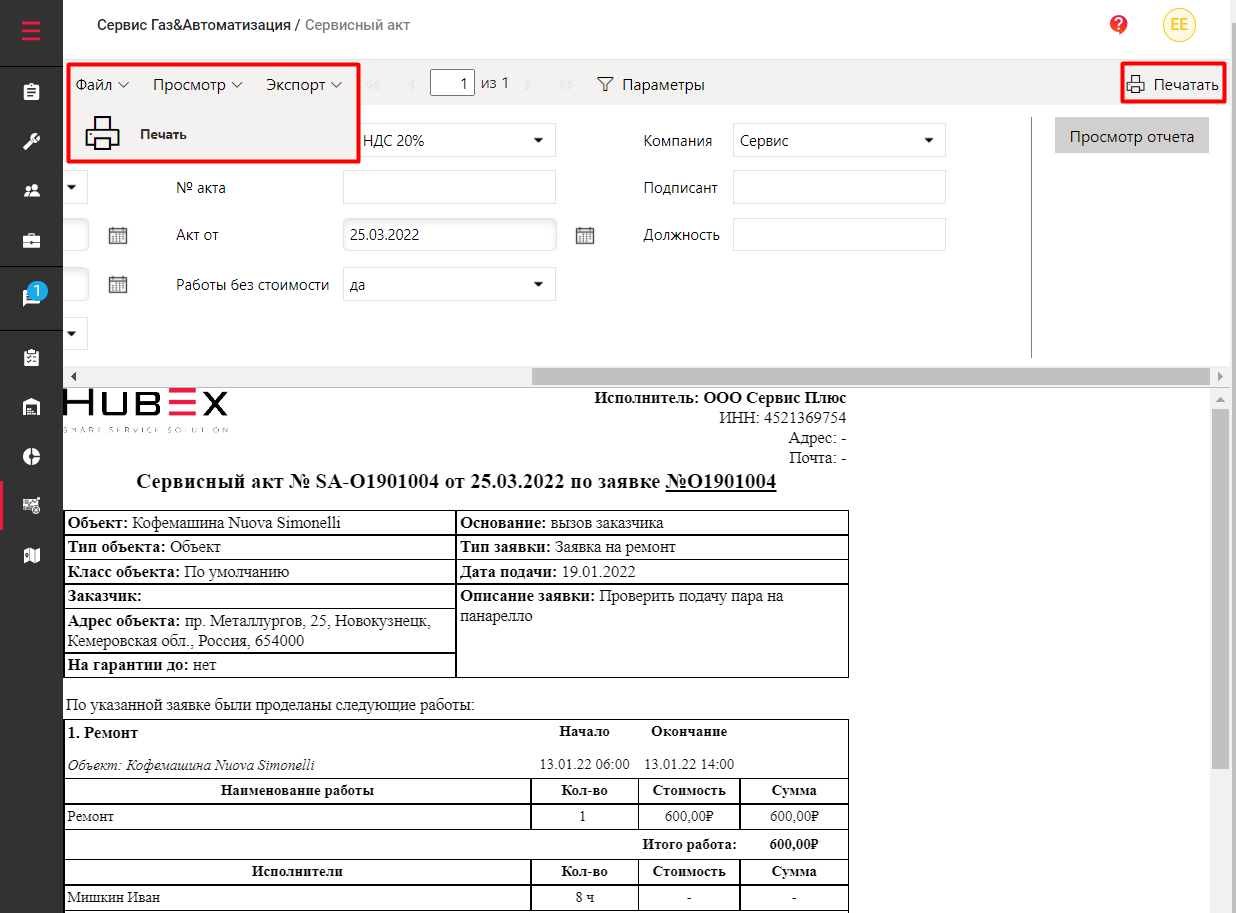 Сервис Газ&Автоматизация / Сервисный акт
? EE
Файл Просмотр Экспорт 1 из 1 Параметры Печатать
Печать
НДС 20% Компания Сервис Просмотр отчета
№ акта Подписант
Акт от 25.03.2022 Должность
Работы без стоимости да
1
HUBEX
SMART SERVICE SOLUTION
Исполнитель: ООО Сервис Плюс
ИНН: 4521369754
Адрес: -
Почта: -
Сервисный акт № SA-O1901004 от 25.03.2022 по заявке №O1901004
Объект: Кофемашина Nuova Simonelli Основание: вызов заказчика
Тип объекта: Объект Тип заявки: Заявка на ремонт
Класс объекта: По умолчанию Дата подачи: 19.01.2022
Заказчик: Описание заявки: Проверить подачу пара на
панарелло
Адрес объекта: пр. Металлургов, 25, Новокузнецк,
Кемеровская обл., Россия, 654000
На гарантии до: нет
По указанной заявке были проделаны следующие работы:
1. Ремонт Начало Окончание
Объект: Кофемашина Nuova Simonelli 13.01.22 06:00 13.01.22 14:00
Наименование работы Кол-во Стоимость Сумма
Ремонт 1 600,00₽ 600,00₽
Итого работа: 600,00₽
Исполнители Кол-во Стоимость Сумма
Мишкин Иван 8 ч - -